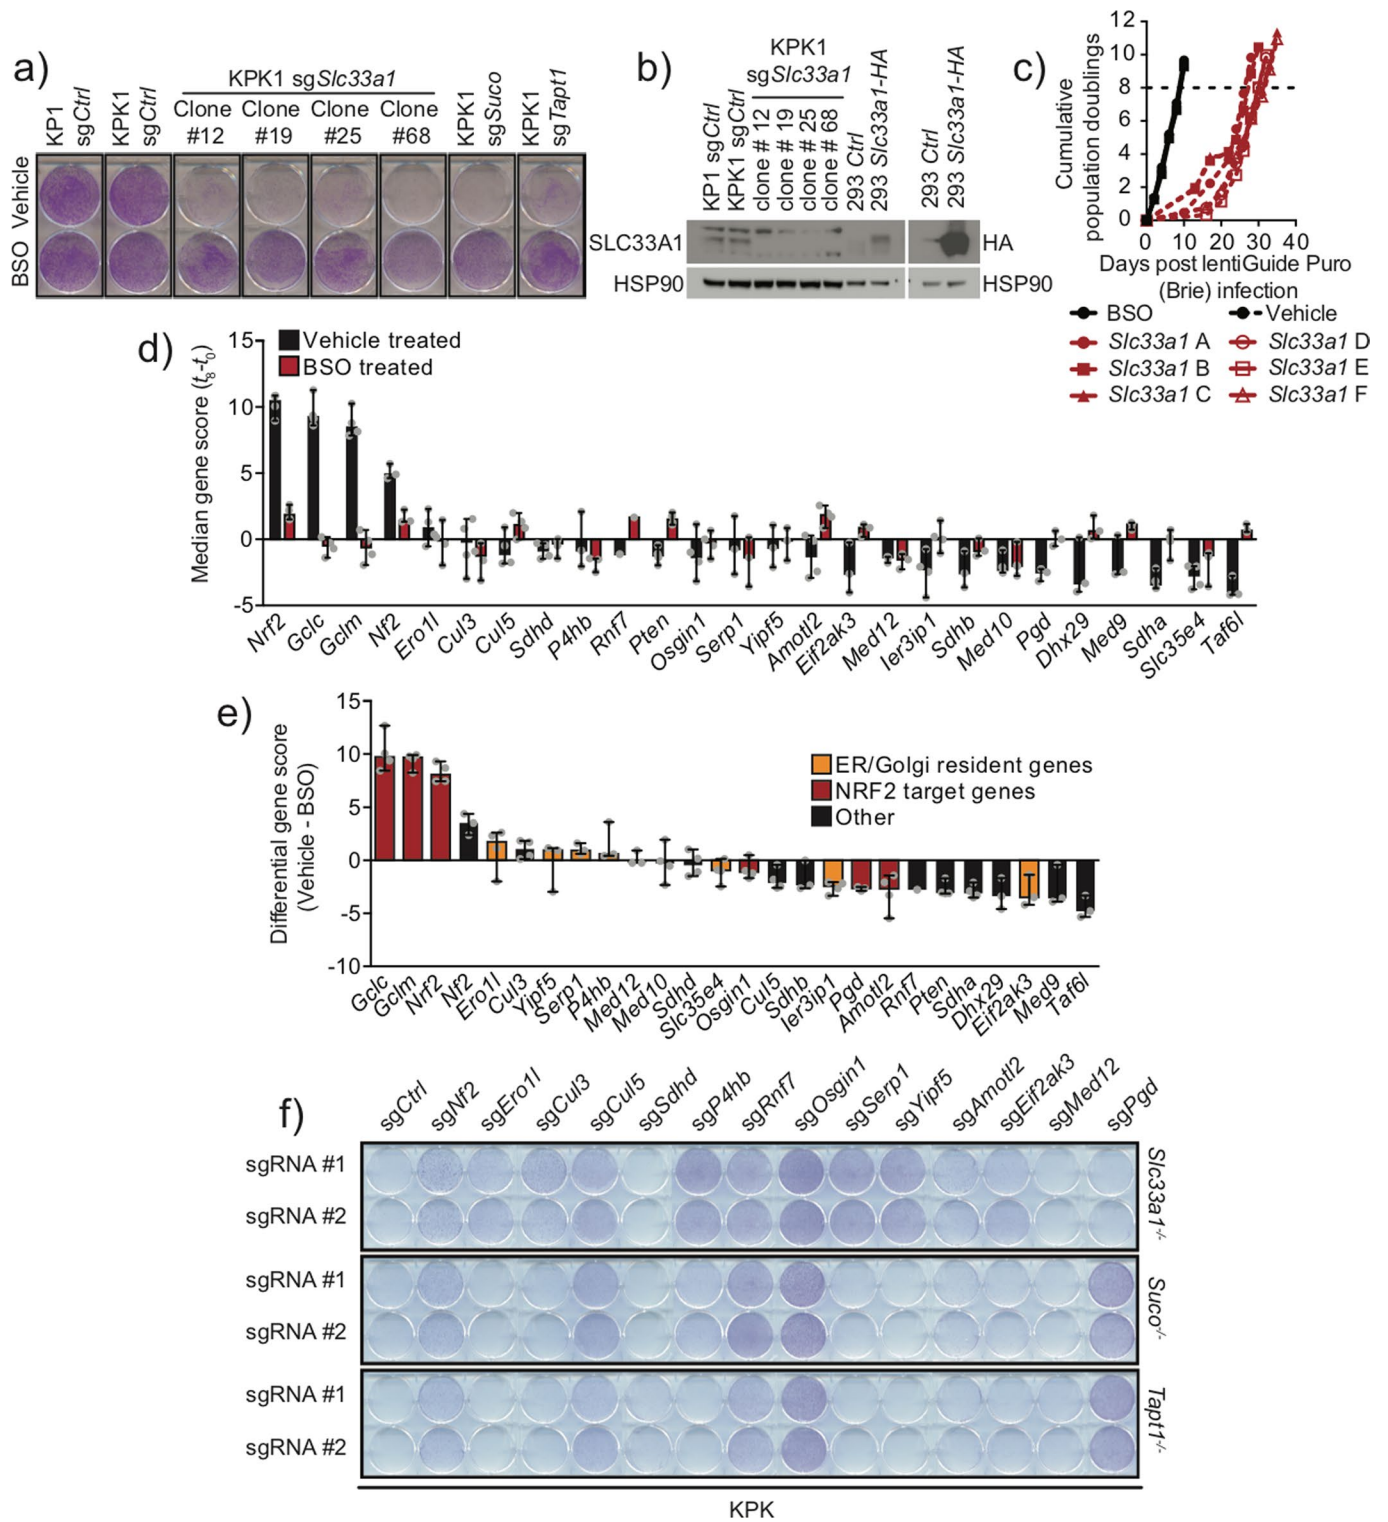 a)
KP1
sgCtrl
KPK1
sgCtrl
KPK1 sgSlc33a1
Clone
#12
Clone
#19
Clone
#25
Clone
#68
KPK1
sgSuco
KPK1
sgTapt1
Vehicle
BSO
b)
KPK1
sgSlc33a1
KP1 sgCtrl
KPK1 sgCtrl
clone # 12
clone # 19
clone # 25
clone # 68
293 Ctrl
293 Slc33a1-HA
293 Ctrl
293 Slc33a1-HA
SLC33A1
HA
HSP90
HSP90
c)
Cumulative
population doublings
12
10
8
6
4
2
0
0 10 20 30 40
Days post lentiGuide Puro
(Brie) infection
BSO
Vehicle
Slc33a1 A
Slc33a1 D
Slc33a1 B
Slc33a1 E
Slc33a1 C
Slc33a1 F
d)
Median gene score (t8-t0)
15
10
5
0
-5
Vehicle treated
BSO treated
Nrf2
Gclc
Gclm
Nf2
Ero1l
Cul3
Cul5
Sdhd
P4hb
Rnf7
Pten
Osgin1
Serp1
Yipf5
Amotl2
Eif2ak3
Med12
Ier3ip1
Sdhb
Med10
Pgd
Dhx29
Med9
Sdha
Slc35e4
Taf6l
e)
Differential gene score
(Vehicle - BSO)
15
10
5
0
-5
-10
ER/Golgi resident genes
NRF2 target genes
Other
Gclc
Gclm
Nrf2
Nf2
Ero1l
Cul3
Yipf5
Serp1
P4hb
Med12
Med10
Sdhd
Slc35e4
Osgin1
Cul5
Sdhb
Ier3ip1
Pgd
Amotl2
Rnf7
Pten
Sdha
Dhx29
Eif2ak3
Med9
Taf6l
f)
sgCtrl
sgNf2
sgEro1l
sgCul3
sgCul5
sgSdhd
sgP4hb
sgRnf7
sgOsgin1
sgSerp1
sgYipf5
sgAmotl2
sgEif2ak3
sgMed12
sgPgd
sgRNA #1
sgRNA #2
Slc33a1-/-
sgRNA #1
sgRNA #2
Suco-/-
sgRNA #1
sgRNA #2
Tapt1-/-
KPK